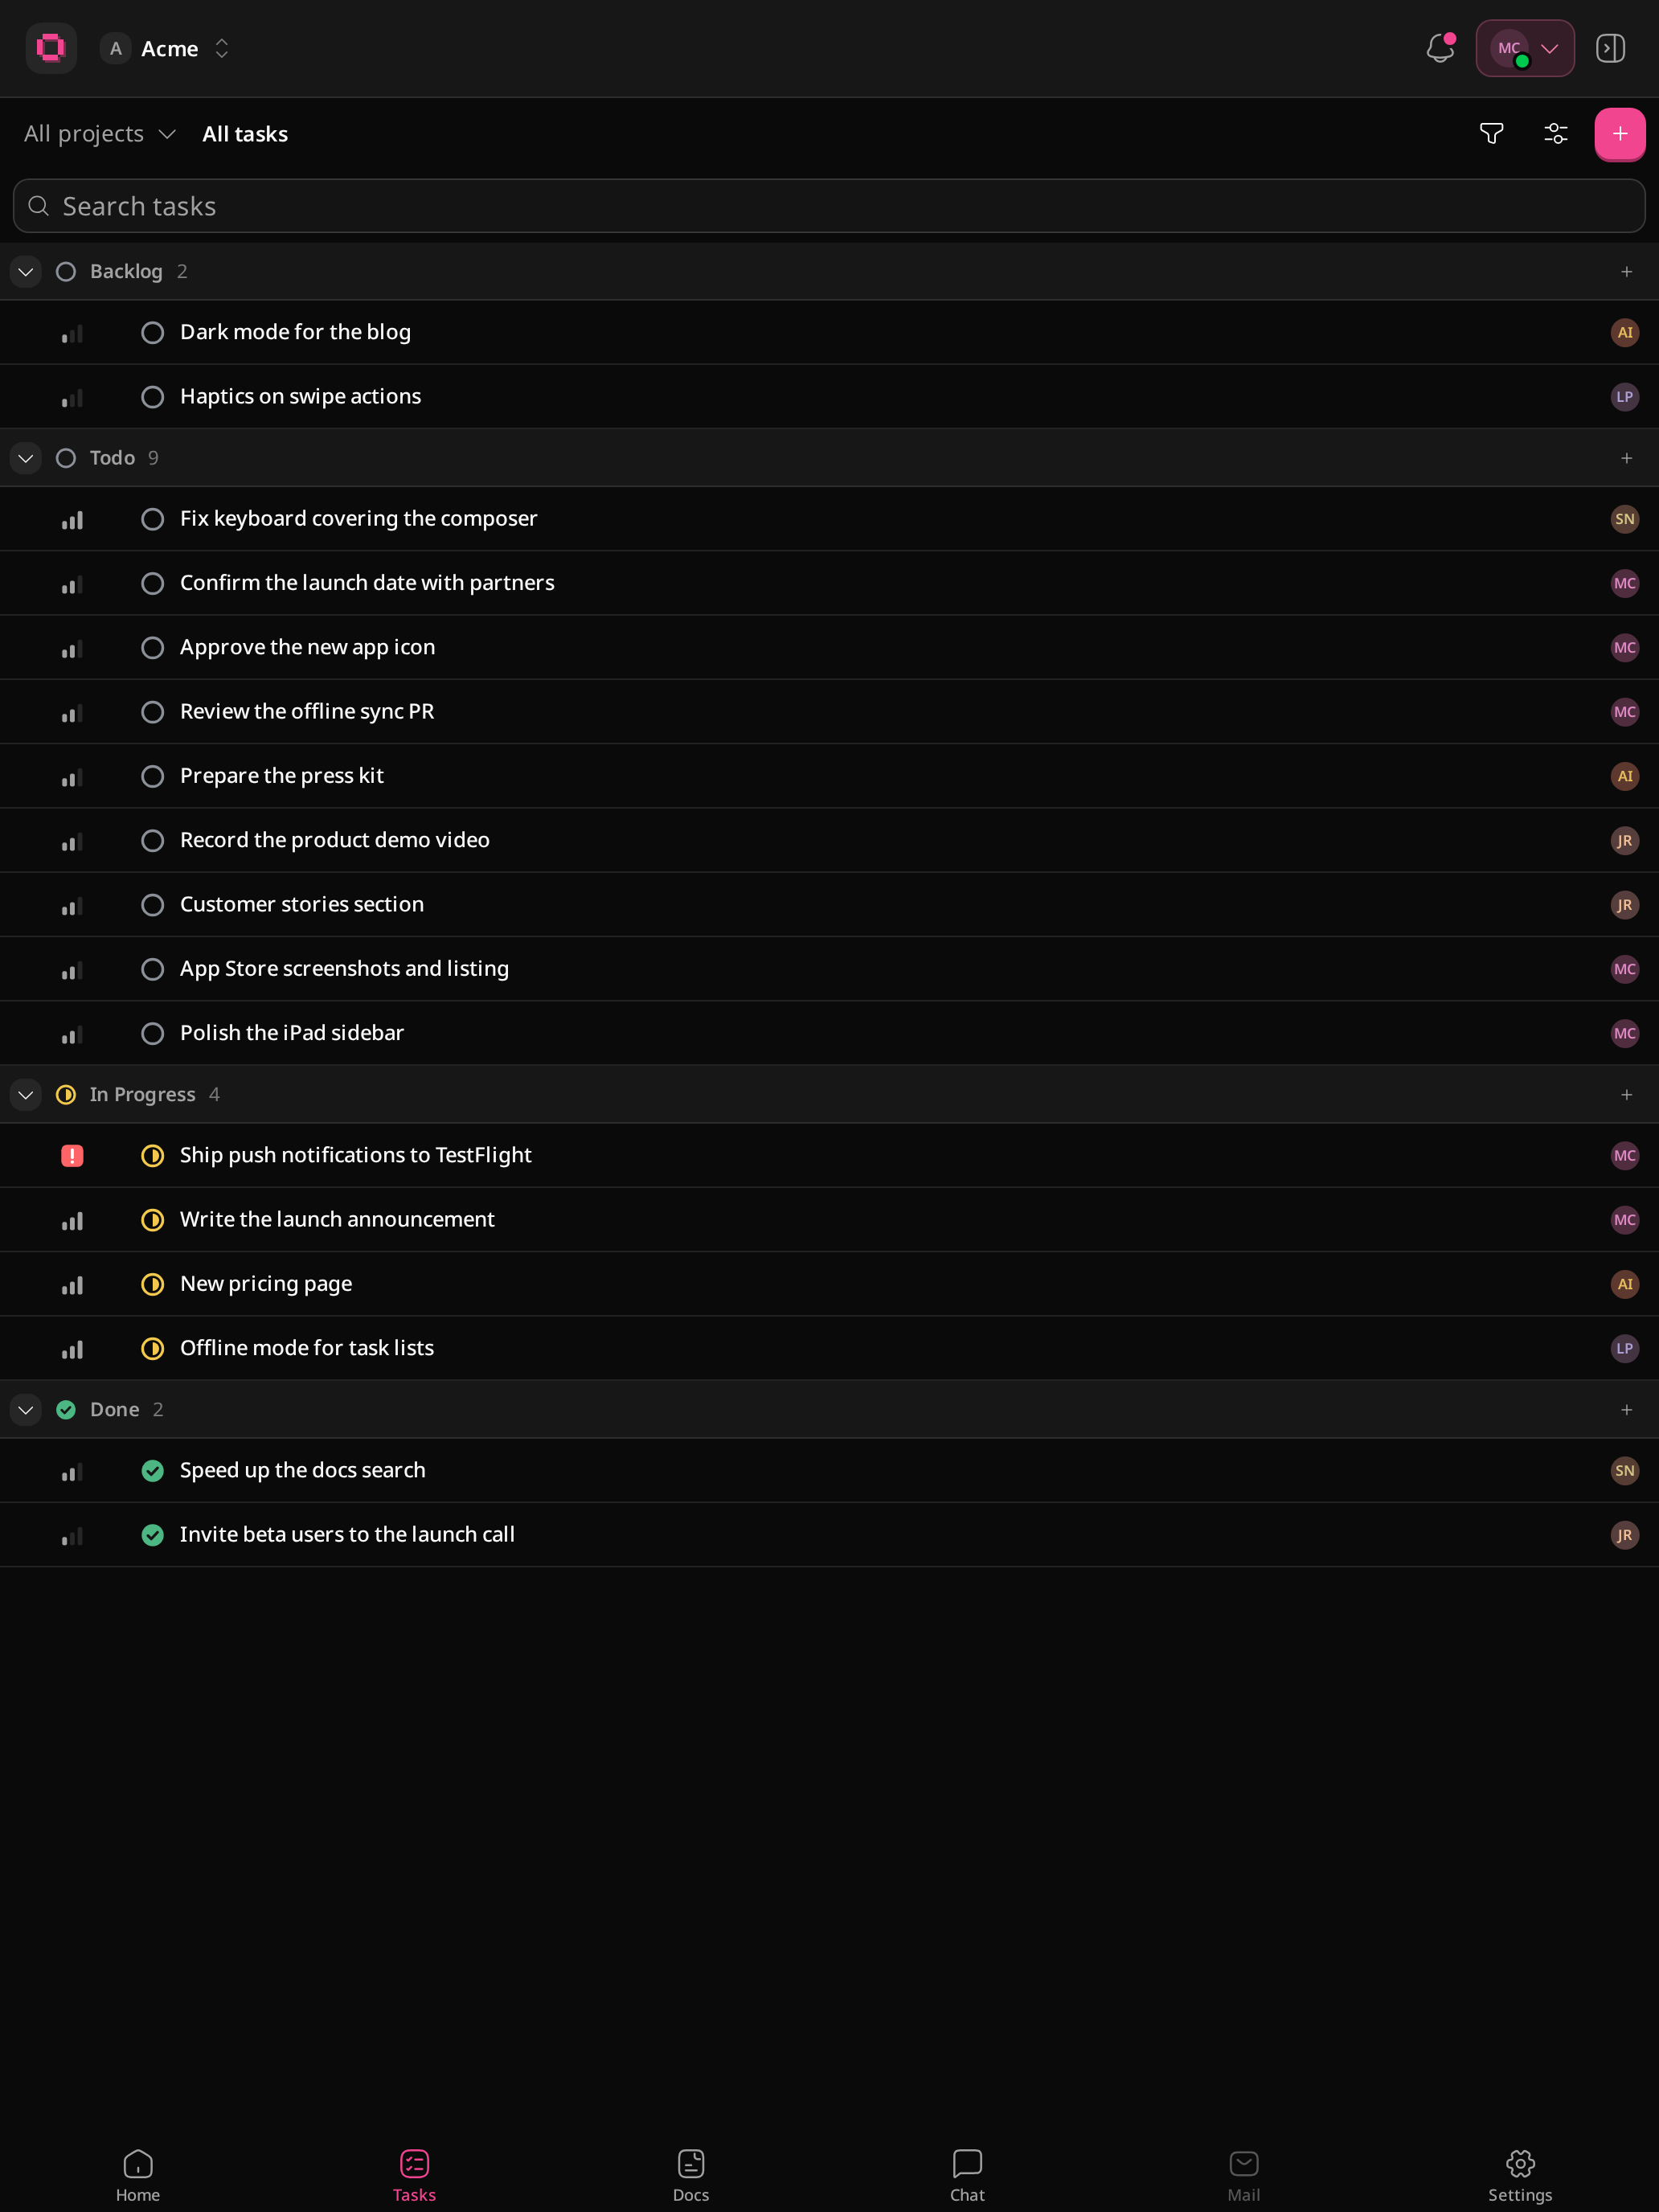 A Acme
MC
All projects All tasks
Search tasks
Backlog 2
Dark mode for the blog AI
Haptics on swipe actions LP
Todo 9
Fix keyboard covering the composer SN
Confirm the launch date with partners MC
Approve the new app icon MC
Review the offline sync PR MC
Prepare the press kit AI
Record the product demo video JR
Customer stories section JR
App Store screenshots and listing MC
Polish the iPad sidebar MC
In Progress 4
Ship push notifications to TestFlight MC
Write the launch announcement MC
New pricing page AI
Offline mode for task lists LP
Done 2
Speed up the docs search SN
Invite beta users to the launch call JR
Home Tasks Docs Chat Mail Settings